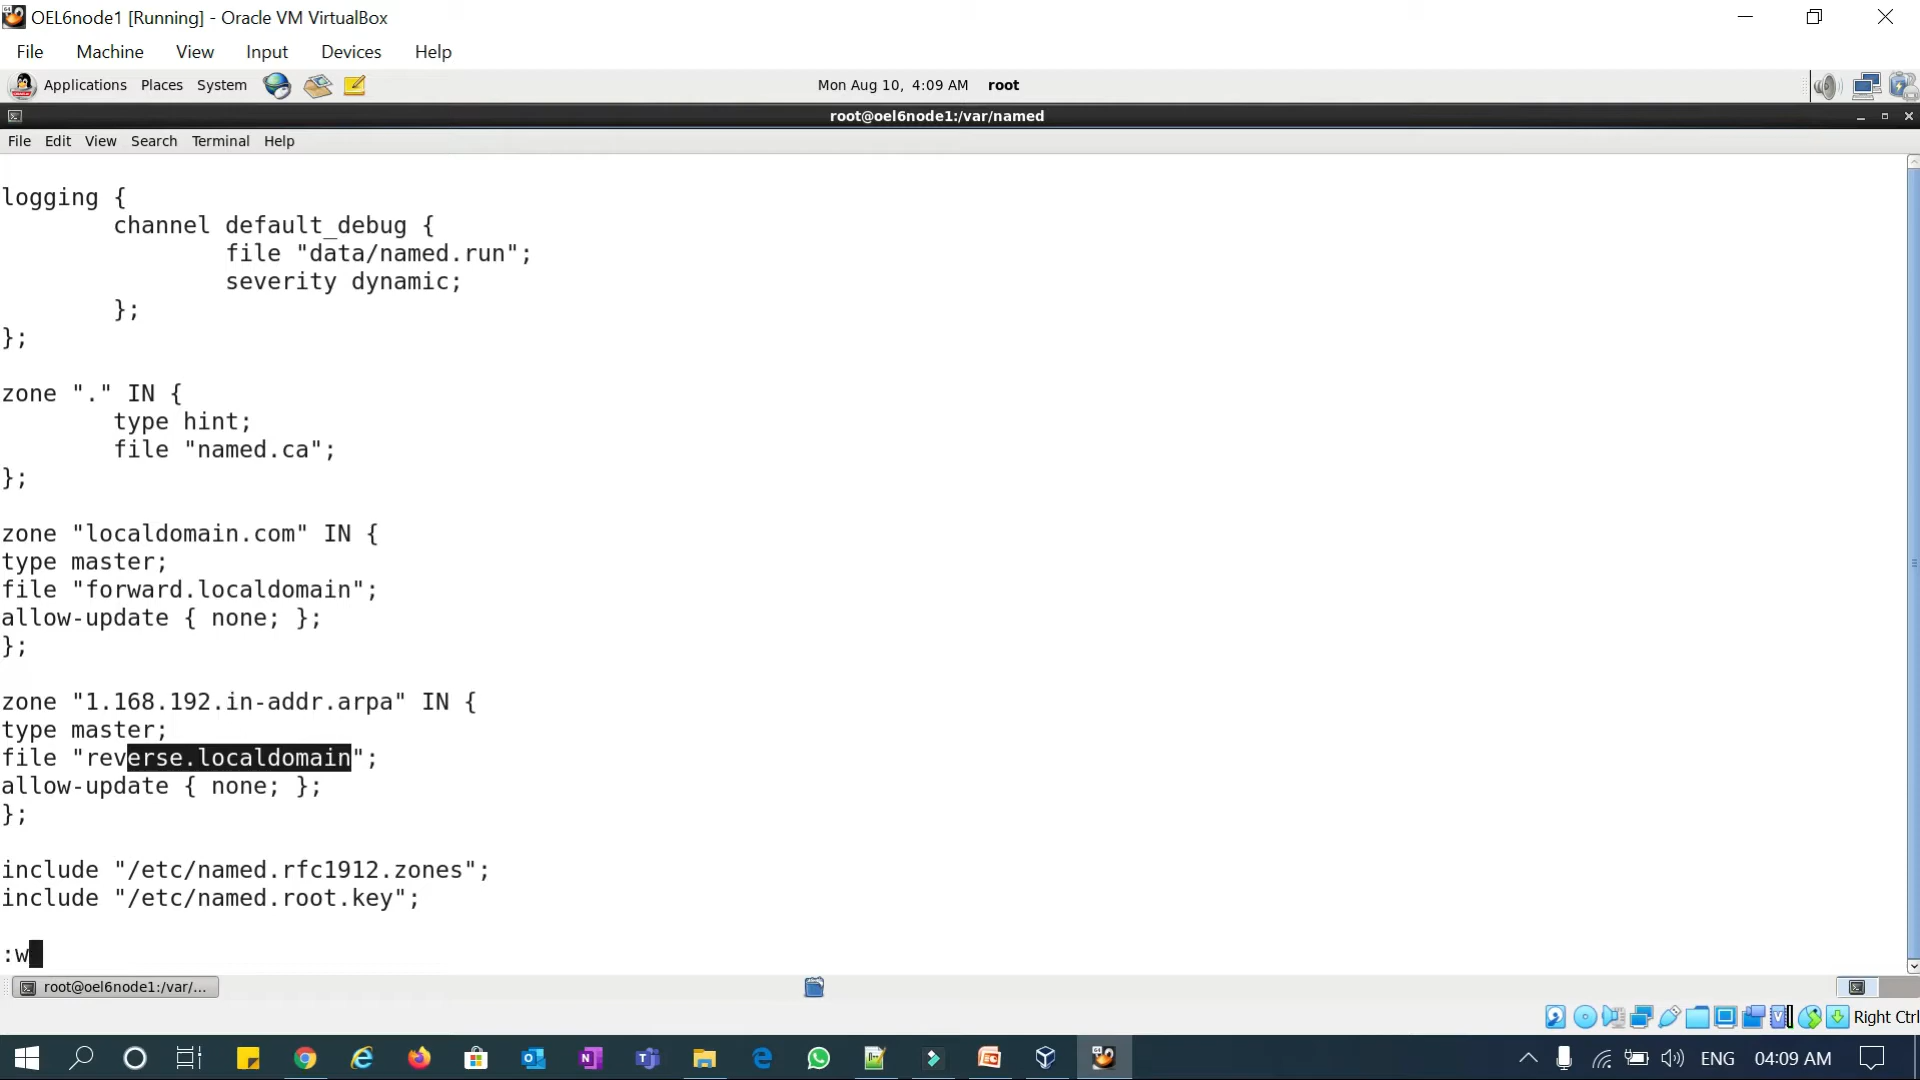 OEL6node1 [Running] - Oracle VM VirtualBox
File Machine View Input Devices Help
Applications Places System Mon Aug 10, 4:09 AM root
root@oel6node1:/var/named
File Edit View Search Terminal Help
logging {
channel default_debug {
file "data/named.run";
severity dynamic;
};
};
zone "." IN {
type hint;
file "named.ca";
};
zone "localdomain.com" IN {
type master;
file "forward.localdomain";
allow-update { none; };
};
zone "1.168.192.in-addr.arpa" IN {
type master;
file "reverse.localdomain";
allow-update { none; };
};
include "/etc/named.rfc1912.zones";
include "/etc/named.root.key";
:w
root@oel6node1:/var/...
Right Ctrl
ENG 04:09 AM